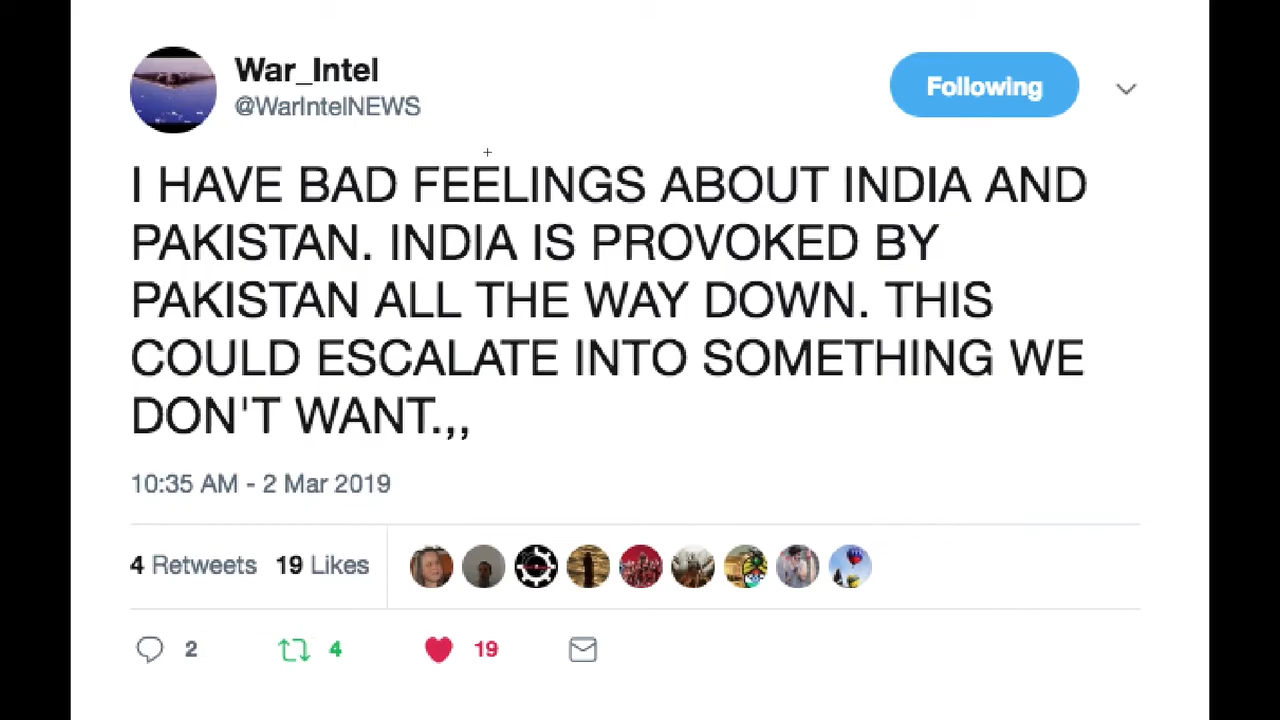 War_Intel
@WarIntelNEWS
Following
I HAVE BAD FEELINGS ABOUT INDIA AND
PAKISTAN. INDIA IS PROVOKED BY
PAKISTAN ALL THE WAY DOWN. THIS
COULD ESCALATE INTO SOMETHING WE
DON'T WANT.,,
10:35 AM - 2 Mar 2019
4 Retweets 19 Likes
2 4 19